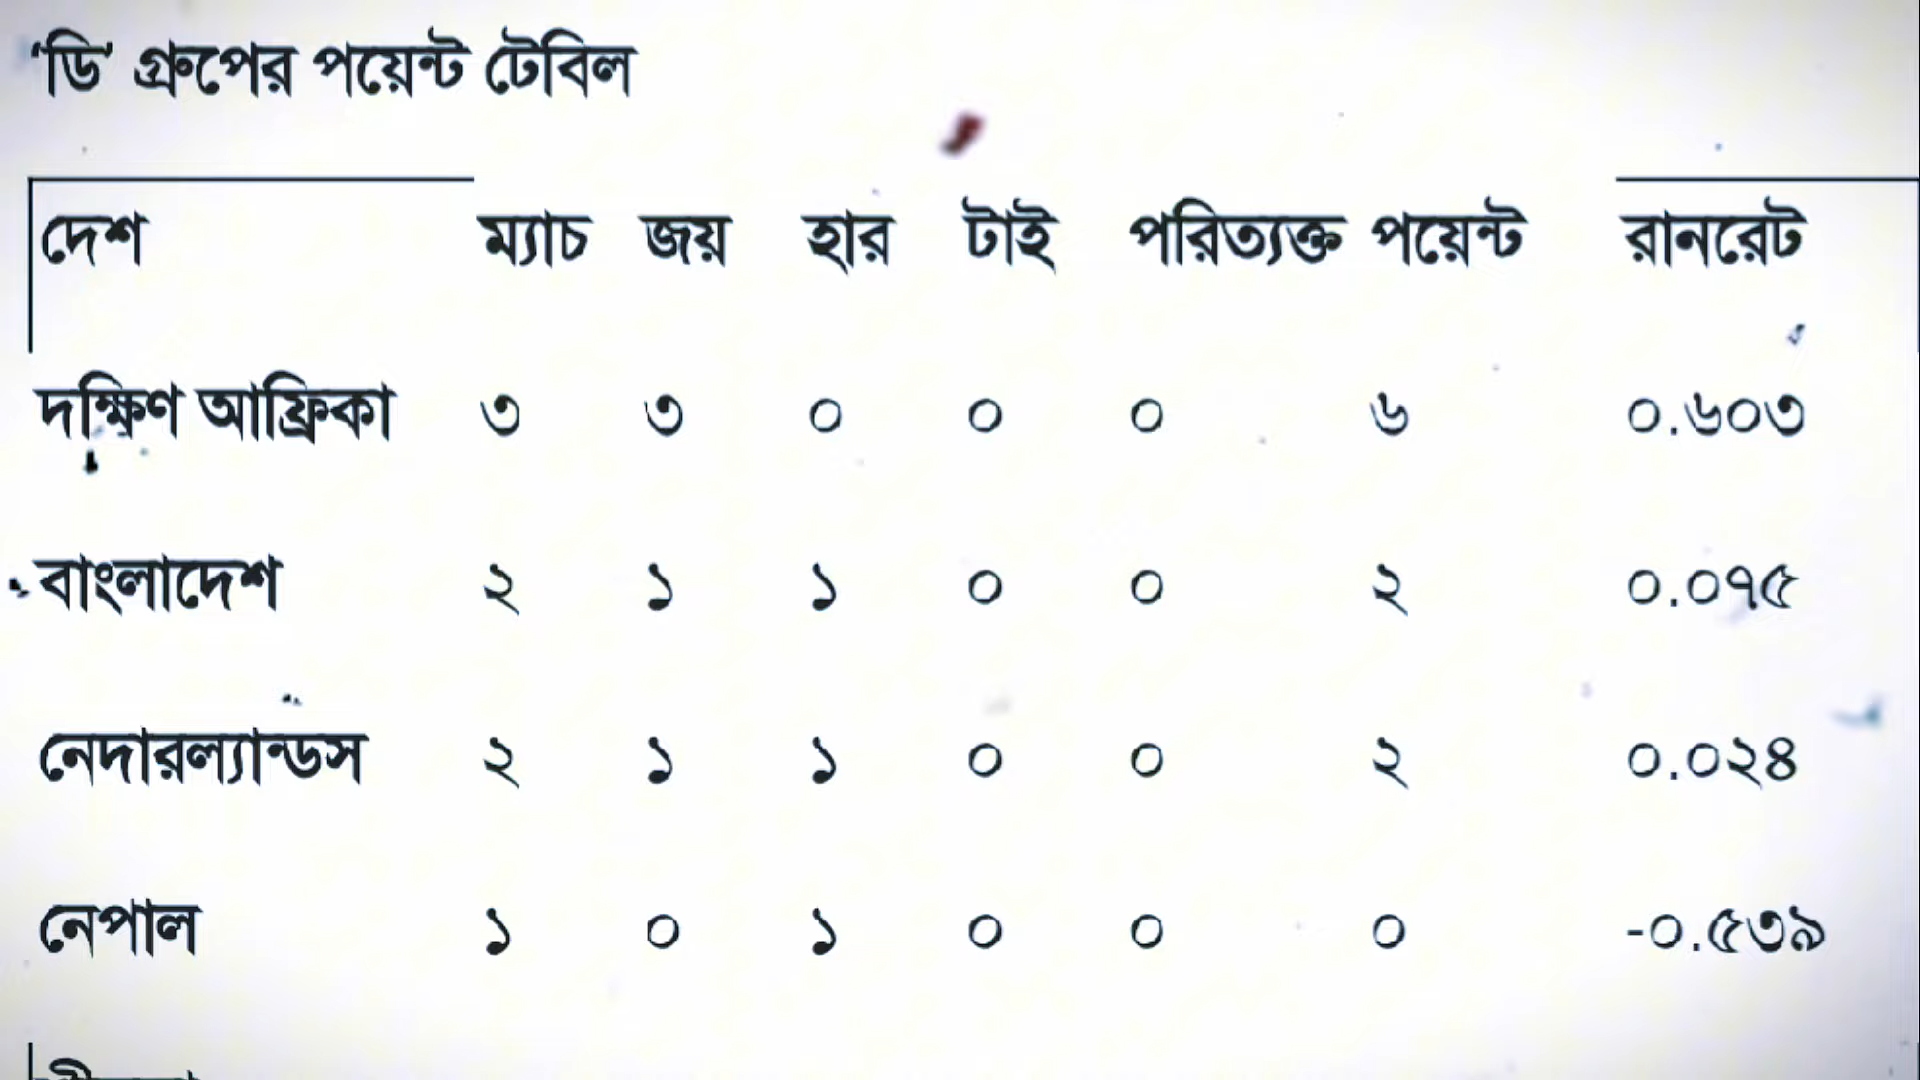 ‘ডি’ গ্রুপের পয়েন্ট টেবিল
দেশ ম্যাচ জয় হার টাই পরিত্যক্ত পয়েন্ট রানরেট
দক্ষিণ আফ্রিকা ৩ ৩ ০ ০ ০ ৬ ০.৬০৩
বাংলাদেশ ২ ১ ১ ০ ০ ২ ০.০৭৫
নেদারল্যান্ডস ২ ১ ১ ০ ০ ২ ০.০২৪
নেপাল ১ ০ ১ ০ ০ ০ -০.৫৩৯